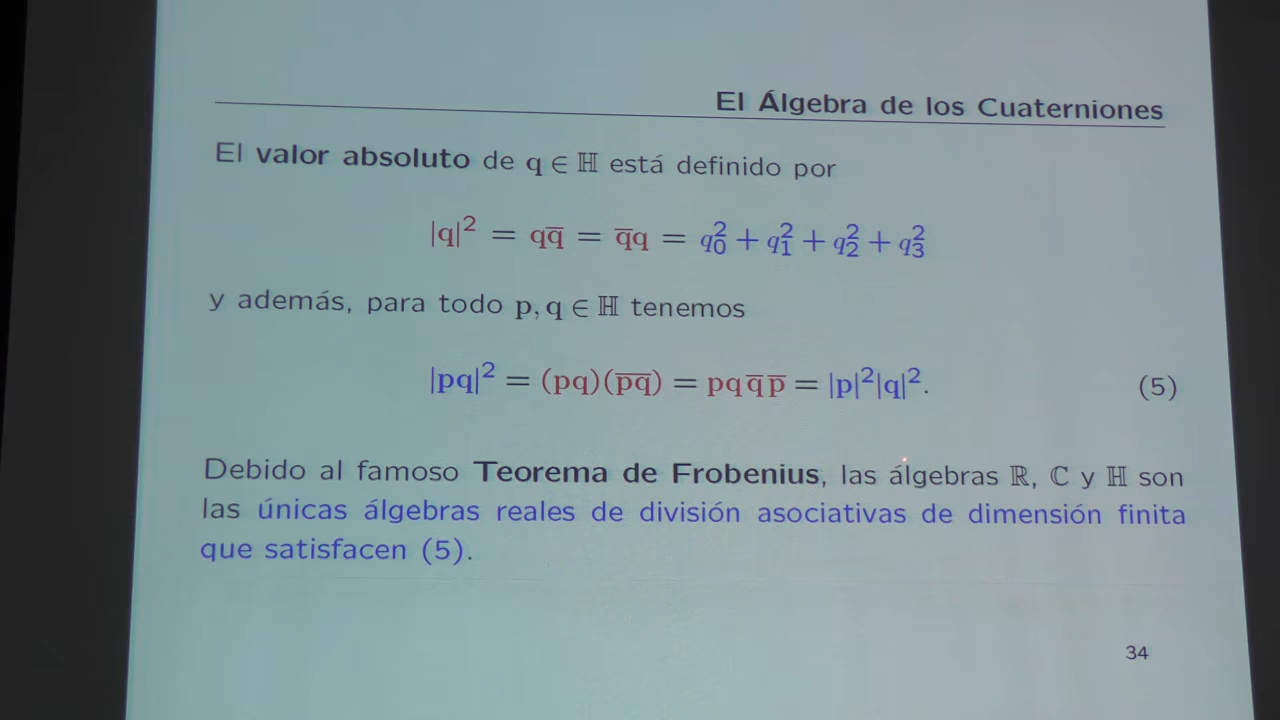 El Álgebra de los Cuaterniones
El valor absoluto de q ∈ ℍ está definido por
|q|² = qq̅ = q̅q = q₀² + q₁² + q₂² + q₃²
y además, para todo p, q ∈ ℍ tenemos
|pq|² = (pq)(p̅q̅) = pq q̅ p̅ = |p|²|q|². (5)
Debido al famoso Teorema de Frobenius, las álgebras ℝ, ℂ y ℍ son
las únicas álgebras reales de división asociativas de dimensión finita
que satisfacen (5).
34